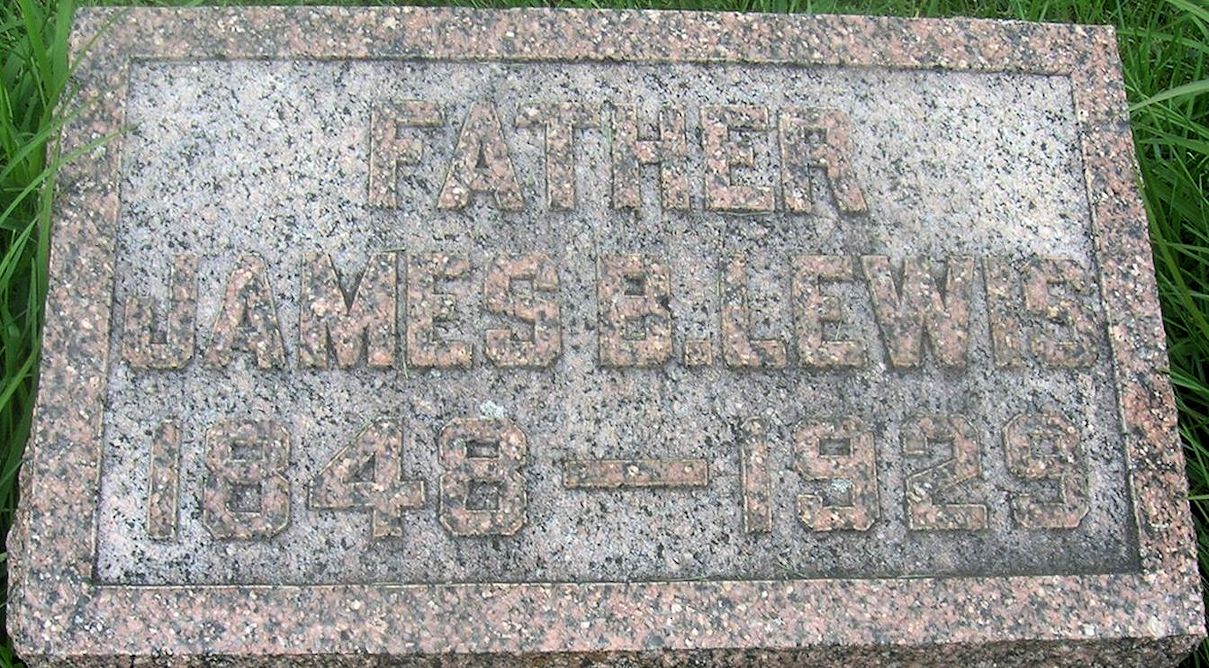 FATHER
JAMES B. LEWIS
1848 — 1929